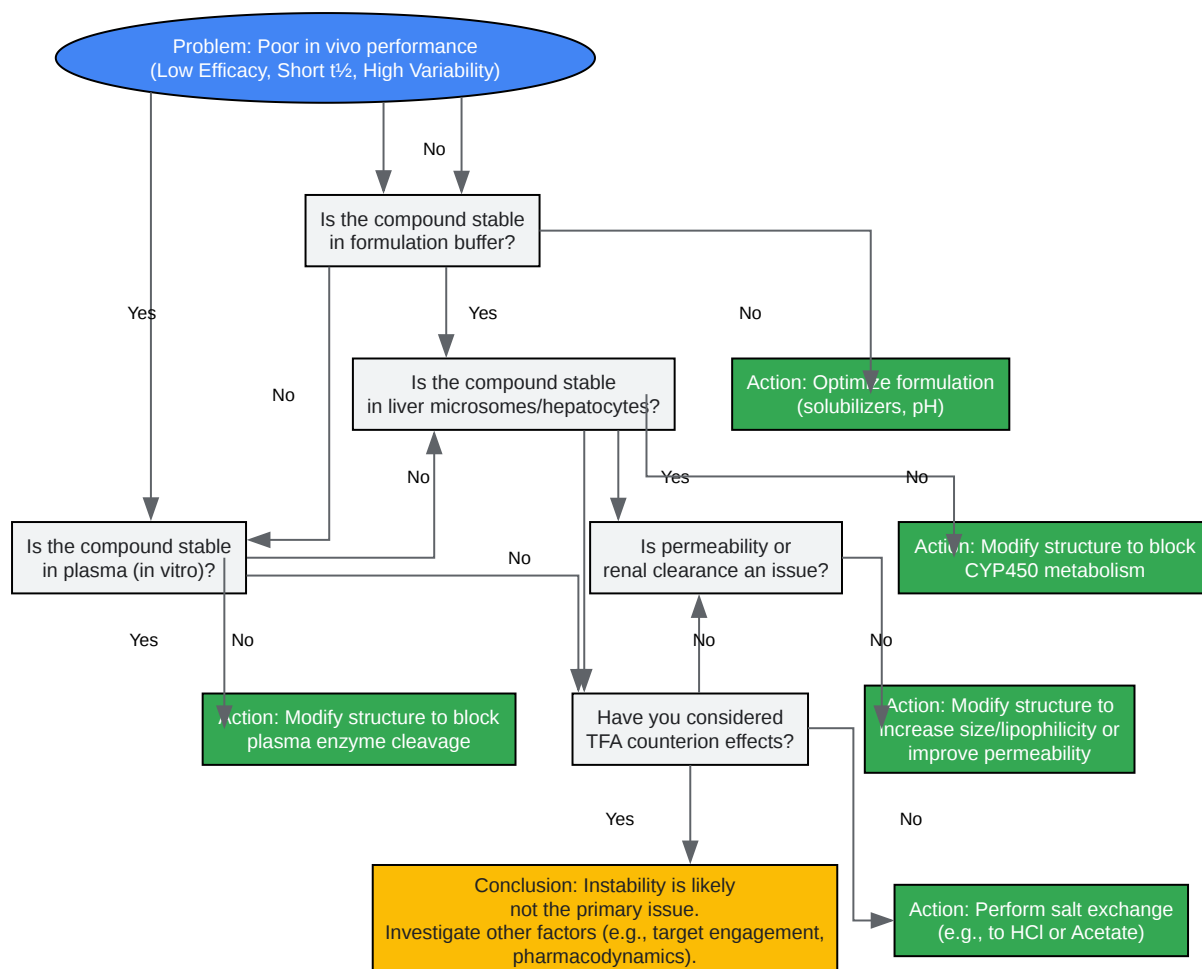 Problem: Poor in vivo performance
(Low Efficacy, Short t½, High Variability)
No
Is the compound stable
in formulation buffer?
Yes
Yes
No
Is the compound stable
in liver microsomes/hepatocytes?
Action: Optimize formulation
(solubilizers, pH)
No
No
Yes
No
Is the compound stable
in plasma (in vitro)?
No
Is permeability or
renal clearance an issue?
Action: Modify structure to block
CYP450 metabolism
Yes
No
No
No
Action: Modify structure to block
plasma enzyme cleavage
Have you considered
TFA counterion effects?
Action: Modify structure to
increase size/lipophilicity or
improve permeability
Yes
No
Conclusion: Instability is likely
not the primary issue.
Investigate other factors (e.g., target engagement,
pharmacodynamics).
Action: Perform salt exchange
(e.g., to HCl or Acetate)